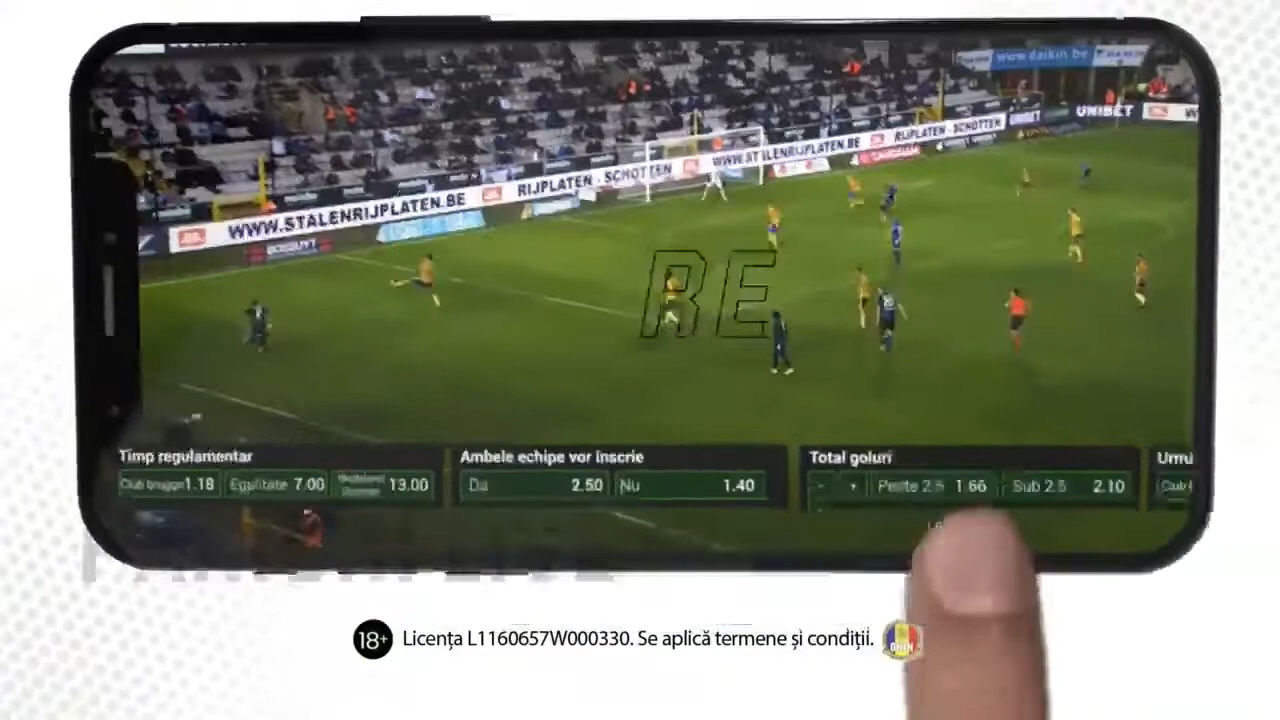 www.daikin.be
UNIBET
RIJPLATEN - SCHOTTEN
WWW.STALENRIJPLATEN.BE
RIJPLATEN - SCHOTTEN
WWW.STALENRIJPLATEN.BE
RE
Timp regulamentar
Ambele echipe vor înscrie
Total goluri
Club brugge 1.18
Egalitate 7.00
13.00
Da 2.50
Nu 1.40
- +
Peste 2.5 1.66
Sub 2.5 2.10
18+ Licența L1160657W000330. Se aplică termene și condiții. ONJN